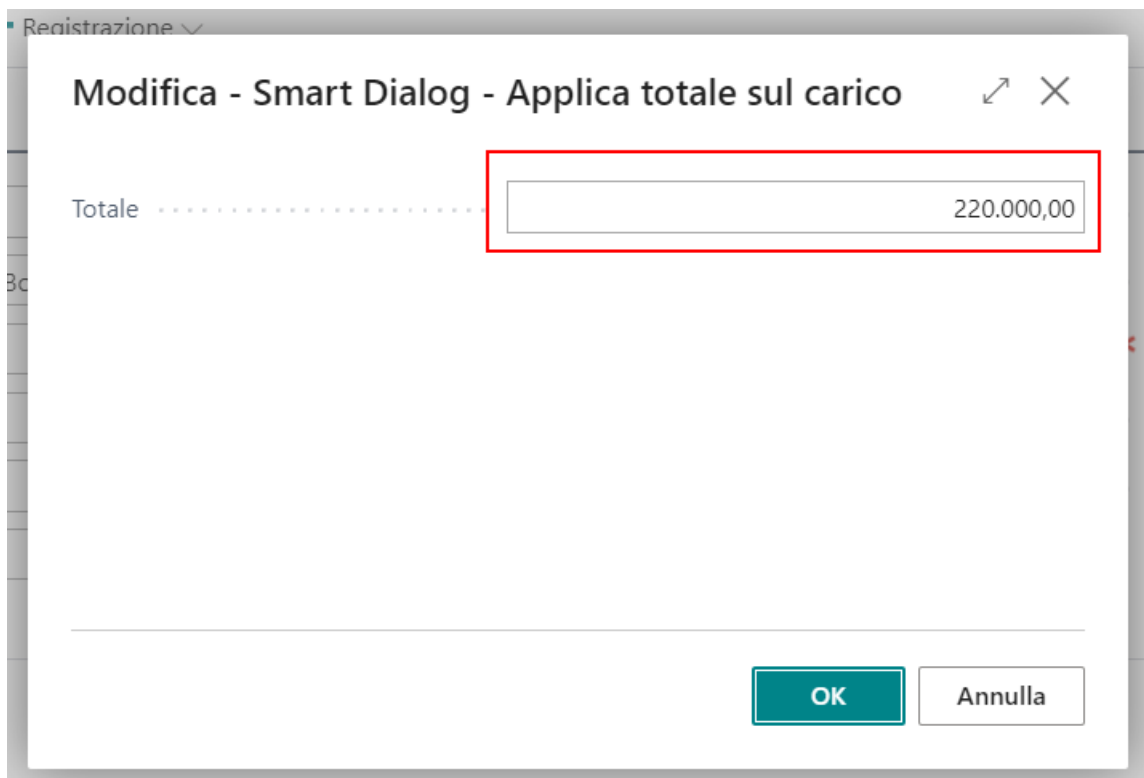 Registrazione
Modifica - Smart Dialog - Applica totale sul carico
Totale
220.000,00
OK
Annulla